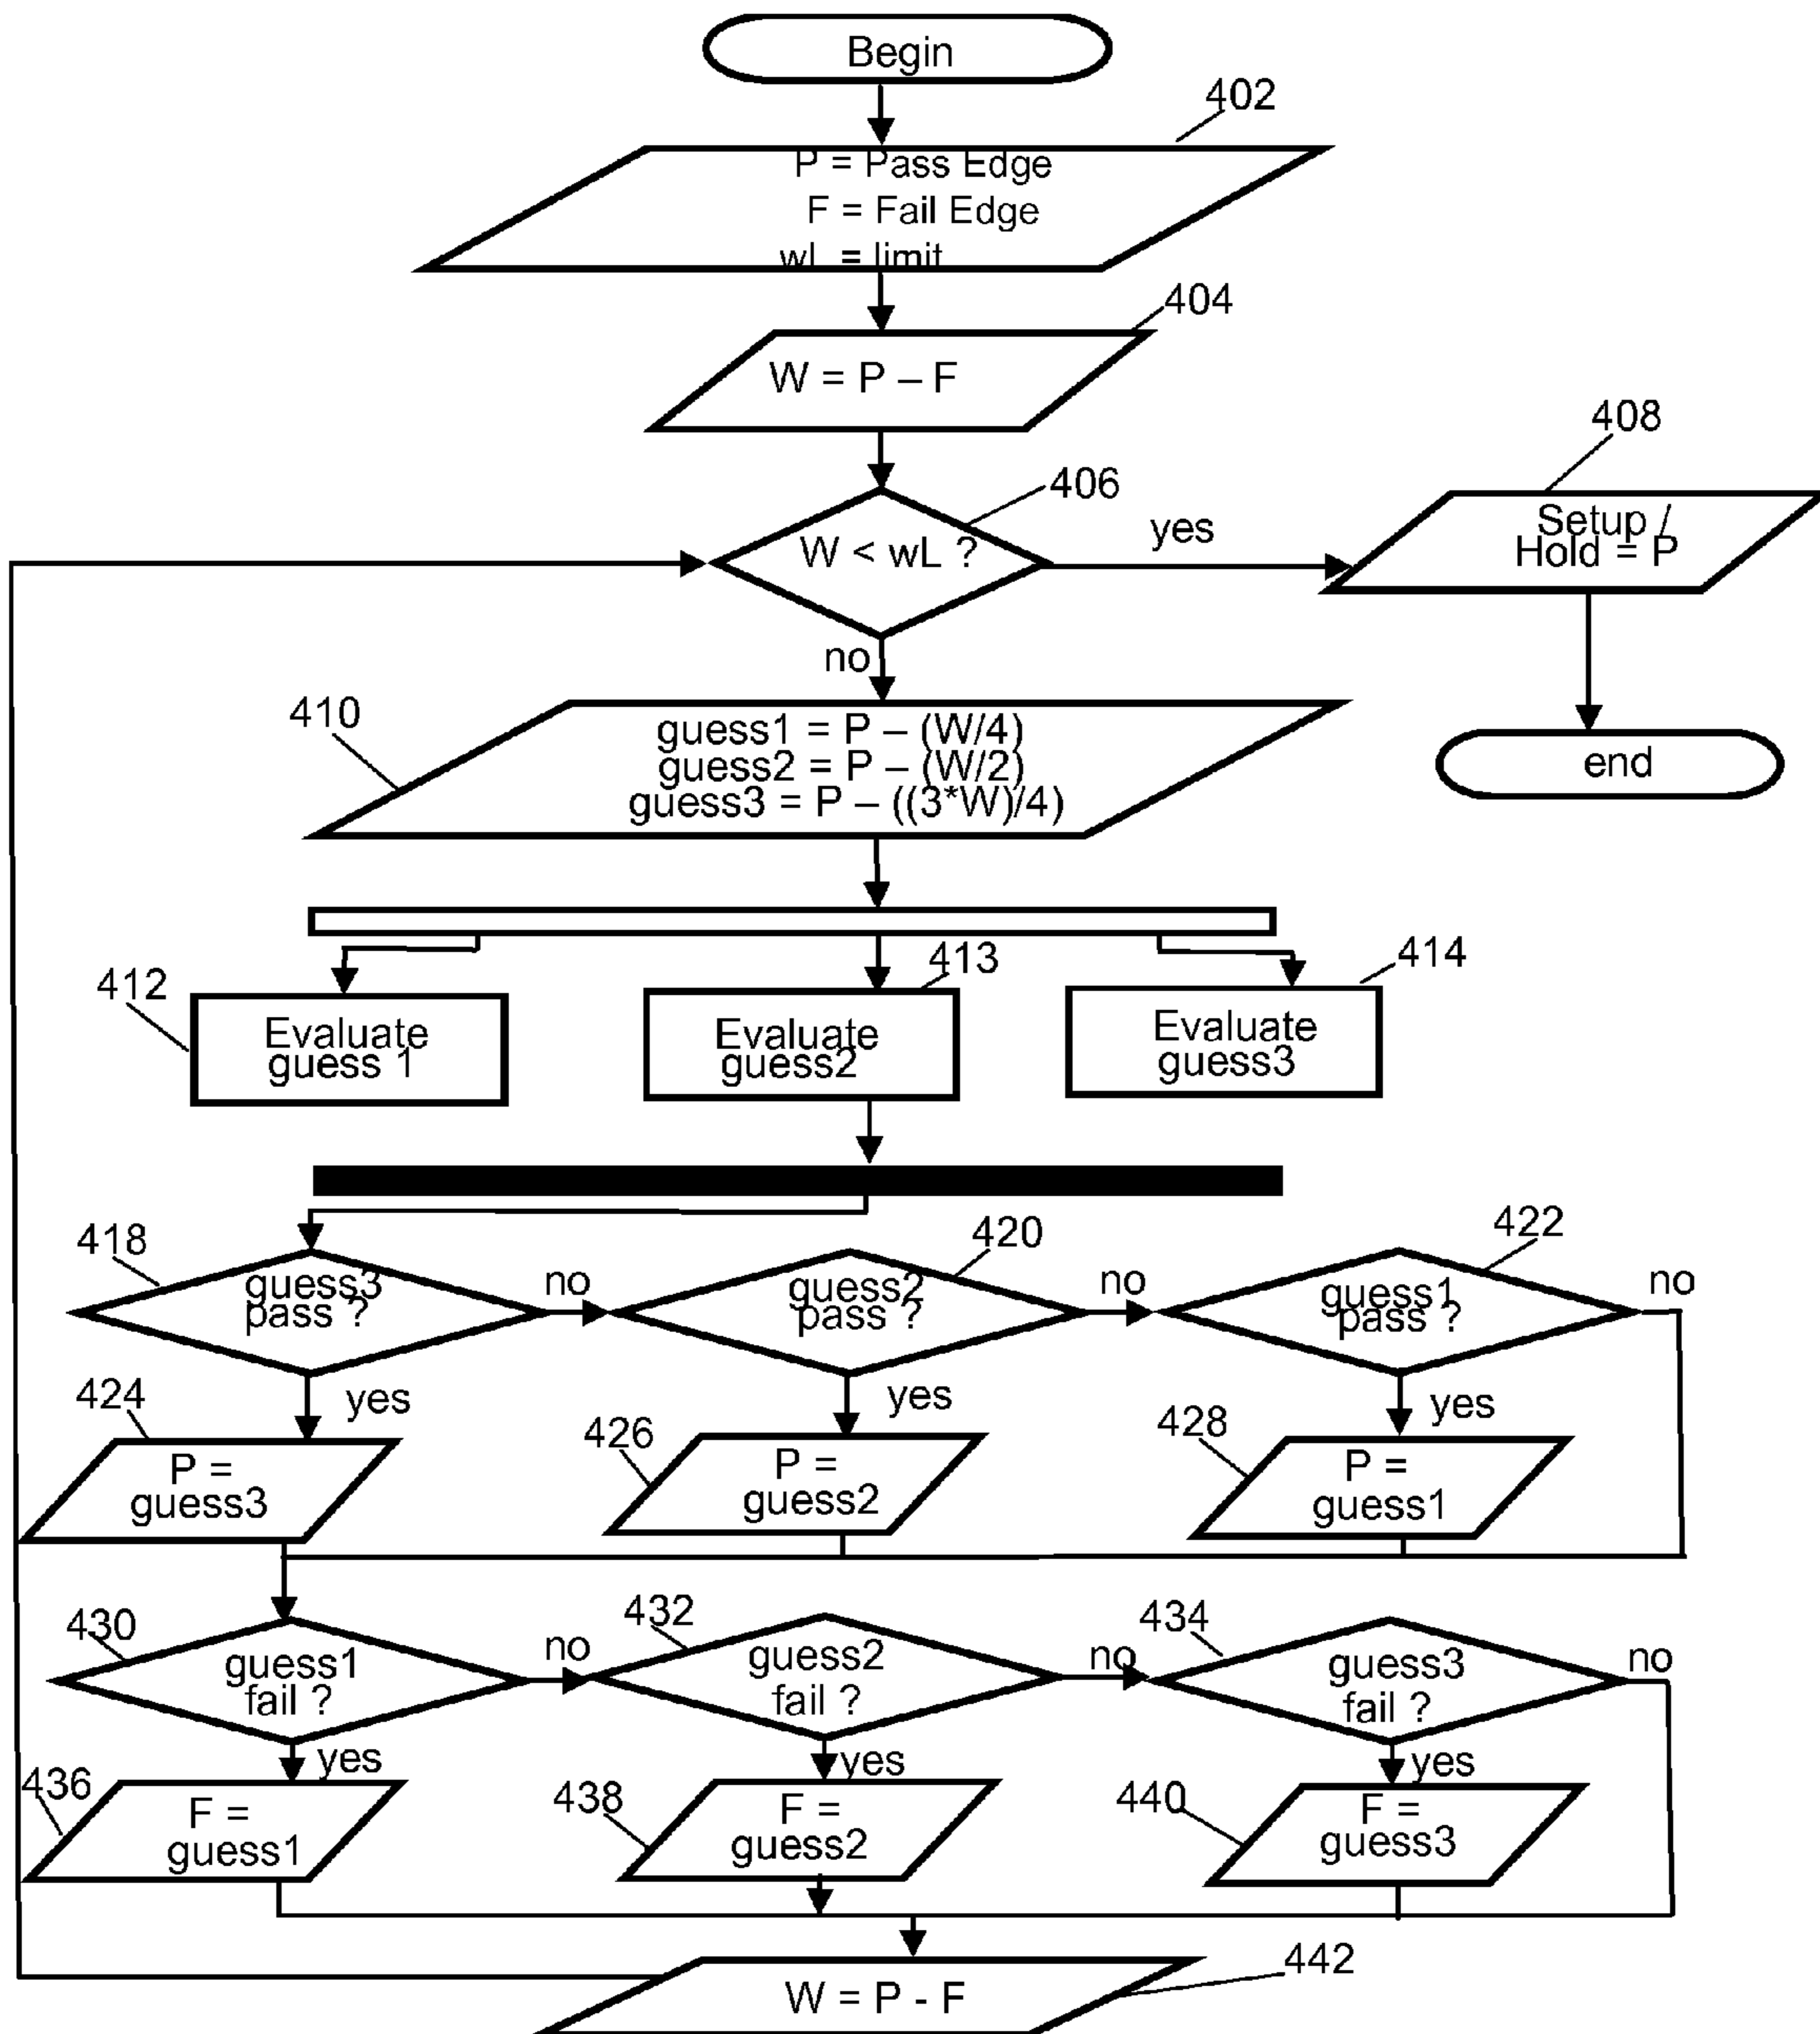 Begin
402
P = Pass Edge
F = Fail Edge
wL = limit
404
W = P – F
406
W < wL ?
yes
408
Setup /
Hold = P
no
end
410
guess1 = P – (W/4)
guess2 = P – (W/2)
guess3 = P – ((3*W)/4)
412
Evaluate
guess 1
413
Evaluate
guess2
414
Evaluate
guess3
418
guess3
pass ?
no
420
guess2
pass ?
no
422
guess1
pass ?
no
424
yes
P =
guess3
426
yes
P =
guess2
428
yes
P =
guess1
430
guess1
fail ?
no
432
guess2
fail ?
no
434
guess3
fail ?
no
436
yes
F =
guess1
438
yes
F =
guess2
440
yes
F =
guess3
442
W = P - F